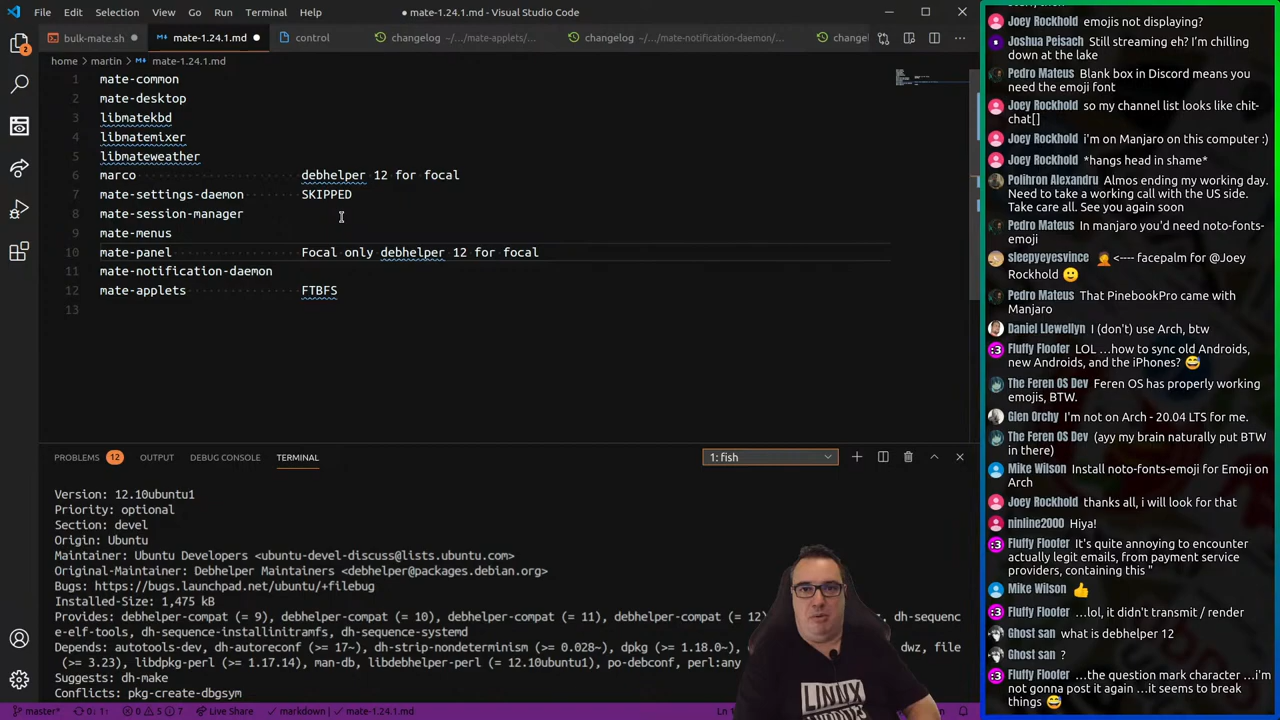 File Edit Selection View Go Run Terminal Help
● mate-1.24.1.md - Visual Studio Code
bulk-mate.sh ● mate-1.24.1.md ● control changelog ~/.../mate-applets/... changelog ~/.../mate-notification-daemon/...
home > martin > mate-1.24.1.md
1 mate-common
2 mate-desktop
3 libmatekbd
4 libmatemixer
5 libmateweather
6 marco debhelper 12 for focal
7 mate-settings-daemon SKIPPED
8 mate-session-manager
9 mate-menus
10 mate-panel Focal only debhelper 12 for focal
11 mate-notification-daemon
12 mate-applets FTBFS
13
PROBLEMS 12 OUTPUT DEBUG CONSOLE TERMINAL 1: fish
Version: 12.10ubuntu1
Priority: optional
Section: devel
Origin: Ubuntu
Maintainer: Ubuntu Developers <ubuntu-devel-discuss@lists.ubuntu.com>
Original-Maintainer: Debhelper Maintainers <debhelper@packages.debian.org>
Bugs: https://bugs.launchpad.net/ubuntu/+filebug
Installed-Size: 1,475 kB
Provides: debhelper-compat (= 9), debhelper-compat (= 10), debhelper-compat (= 11), debhelper-compat (= 12) dh-sequenc
e-elf-tools, dh-sequence-installinitramfs, dh-sequence-systemd
Depends: autotools-dev, dh-autoreconf (>= 17~), dh-strip-nondeterminism (>= 0.028~), dpkg (>= 1.18.0~), dwz, file
(>= 3.23), libdpkg-perl (>= 1.17.14), man-db, libdebhelper-perl (= 12.10ubuntu1), po-debconf, perl:any
Suggests: dh-make
Conflicts: pkg-create-dbgsym
master* 0↓ 1↑ 0 5 7 Live Share markdown | mate-1.24.1.md
LINUX
Joey Rockhold emojis not displaying?
Joshua Peisach Still streaming eh? I'm chilling
down at the lake
Pedro Mateus Blank box in Discord means you
need the emoji font
Joey Rockhold so my channel list looks like chit-
chat[]
Joey Rockhold i'm on Manjaro on this computer :)
Joey Rockhold *hangs head in shame*
Polihron Alexandru Almos ending my working day.
Need to take a working call with the US side.
Take care all. See you again soon
Pedro Mateus In manjaro you'd need noto-fonts-
emoji
sleepyeyesvince 🤦 <---- facepalm for @Joey
Rockhold 🙂
Pedro Mateus That PinebookPro came with
Manjaro
Daniel Llewellyn I (don't) use Arch, btw
:3 Fluffy Floofer LOL ...how to sync old Androids,
new Androids, and the iPhones? 😅
The Feren OS Dev Feren OS has properly working
emojis, BTW.
Glen Orchy I'm not on Arch - 20.04 LTS for me.
The Feren OS Dev (ayy my brain naturally put BTW
in there)
Mike Wilson Install noto-fonts-emoji for Emoji on
Arch
Joey Rockhold thanks all, i will look for that
ninline2000 Hiya!
:3 Fluffy Floofer It's quite annoying to encounter
actually legit emails, from payment service
providers, containing this "
Mike Wilson 👍
:3 Fluffy Floofer ...lol, it didn't transmit / render
Ghost san what is debhelper 12
Ghost san ?
:3 Fluffy Floofer ...the question mark character ...i'm
not gonna post it again ...it seems to break
things 😅